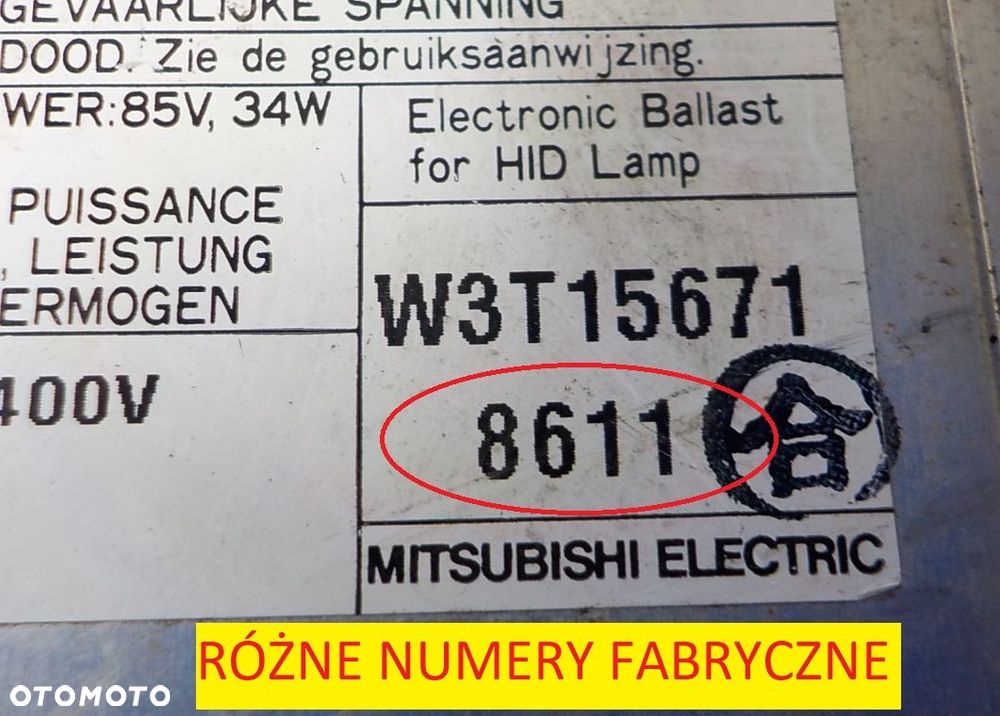 GEVAARLIJKE SPANNING
DOOD. Zie de gebruiksaanwijzing.
WER:85V, 34W
PUISSANCE
, LEISTUNG
ERMOGEN
400V
Electronic Ballast
for HID Lamp
W3T15671
8611
合
MITSUBISHI ELECTRIC
RÓŻNE NUMERY FABRYCZNE
OTOMOTO